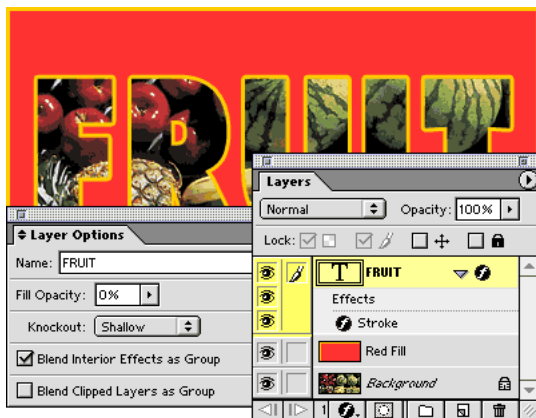 FRUIT
Layers
Normal Opacity: 100%
Lock:
T FRUIT
Effects
Stroke
Red Fill
Background
1
Layer Options
Name: FRUIT
Fill Opacity: 0%
Knockout: Shallow
Blend Interior Effects as Group
Blend Clipped Layers as Group